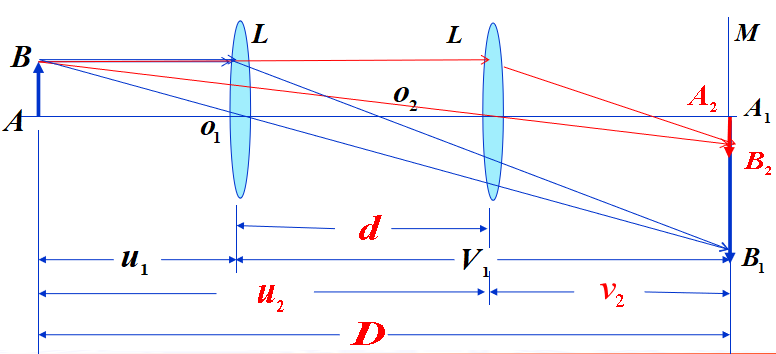 L L M
B
A₂ A₁
A o₁ o₂
B₂
d
u₁ V₁ B₁
u₂ v₂
D